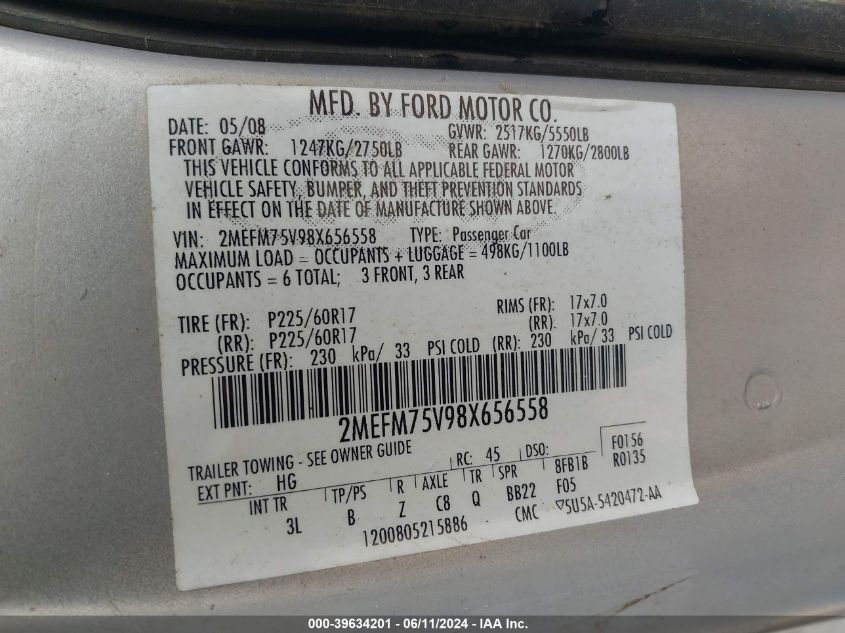 MFD. BY FORD MOTOR CO.
DATE: 05/08 GVWR: 2517KG/5550LB
FRONT GAWR: 1247KG/2750LB REAR GAWR: 1270KG/2800LB
THIS VEHICLE CONFORMS TO ALL APPLICABLE FEDERAL MOTOR
VEHICLE SAFETY, BUMPER, AND THEFT PREVENTION STANDARDS
IN EFFECT ON THE DATE OF MANUFACTURE SHOWN ABOVE.
VIN: 2MEFM75V98X656558 TYPE: Passenger Car
MAXIMUM LOAD = OCCUPANTS + LUGGAGE = 498KG/1100LB
OCCUPANTS = 6 TOTAL; 3 FRONT, 3 REAR
TIRE (FR): P225/60R17 RIMS (FR): 17x7.0
(RR): P225/60R17 (RR): 17x7.0
PRESSURE (FR): 230 kPa/ 33 PSI COLD (RR): 230 kPa/ 33 PSI COLD
2MEFM75V98X656558
TRAILER TOWING - SEE OWNER GUIDE RC: 45 DSO: F0156
EXT PNT: HG 8FB1B R0135
INT TR TP/PS R AXLE TR SPR F05
3L B Z C8 Q BB22
1200805215886 CMC ▽5U5A-5420472-AA
000-39634201 - 06/11/2024 - IAA Inc.